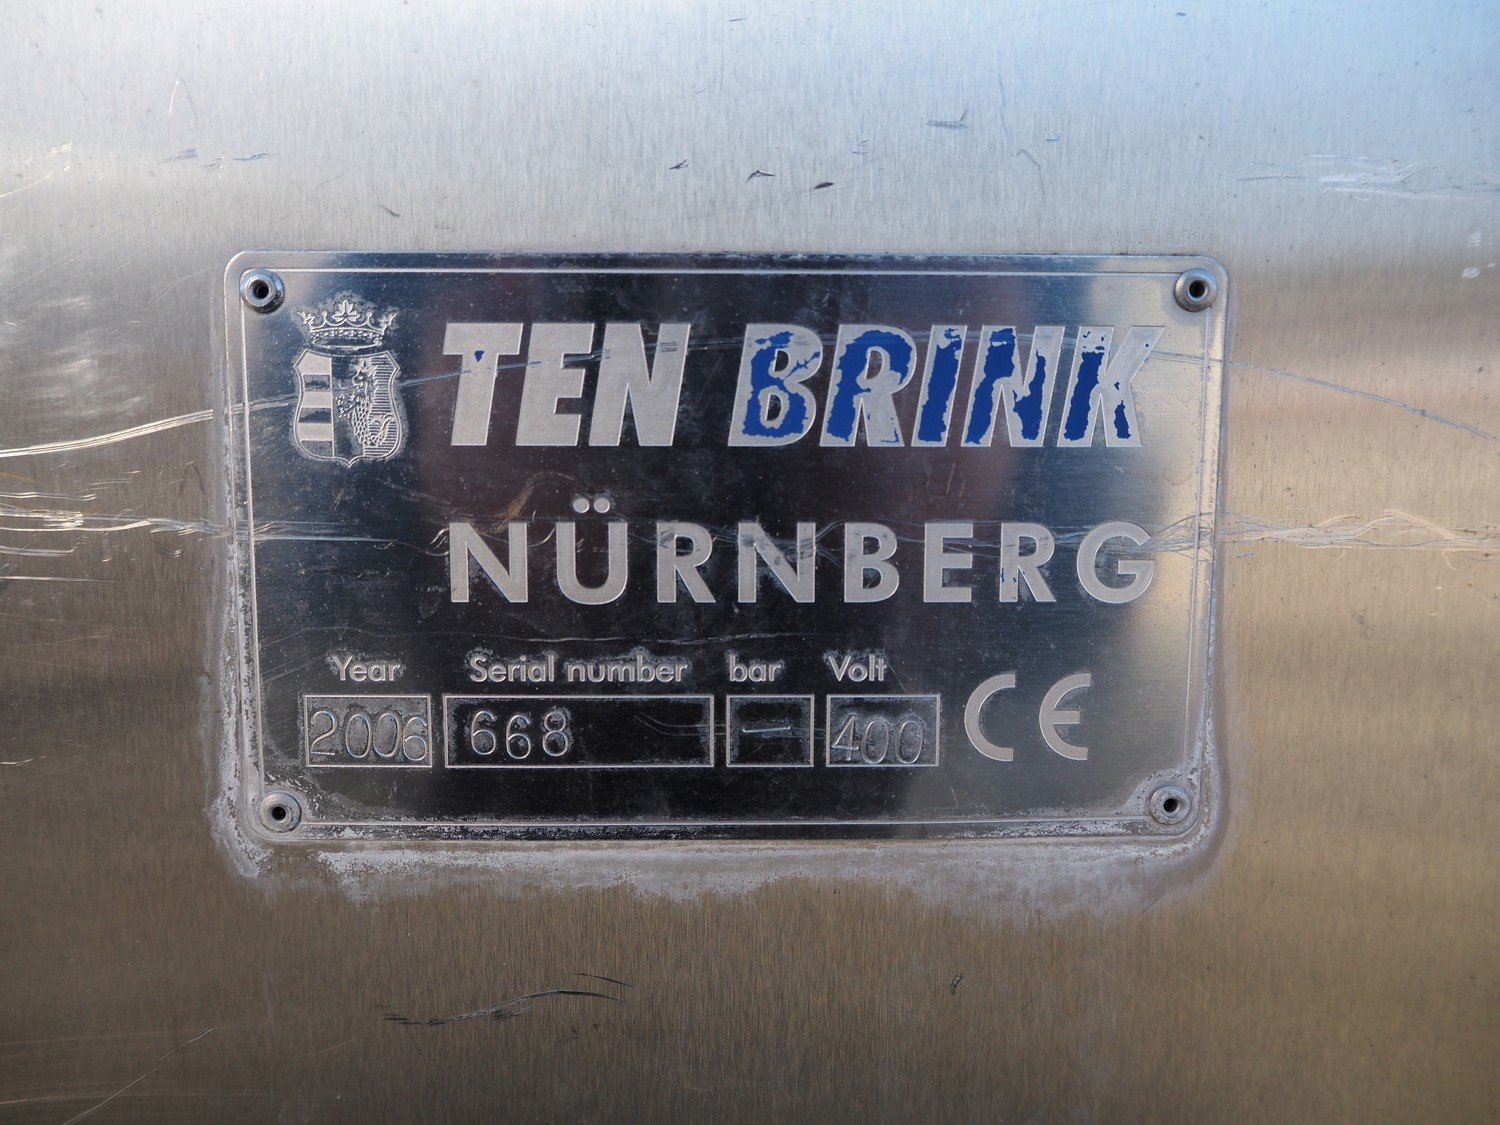 TEN BRINK
NÜRNBERG
Year Serial number bar Volt
2006 668 — 400 CE